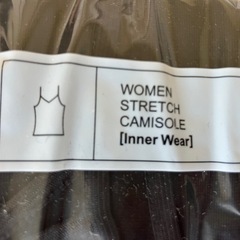 WOMEN
STRETCH
CAMISOLE
[Inner Wear]